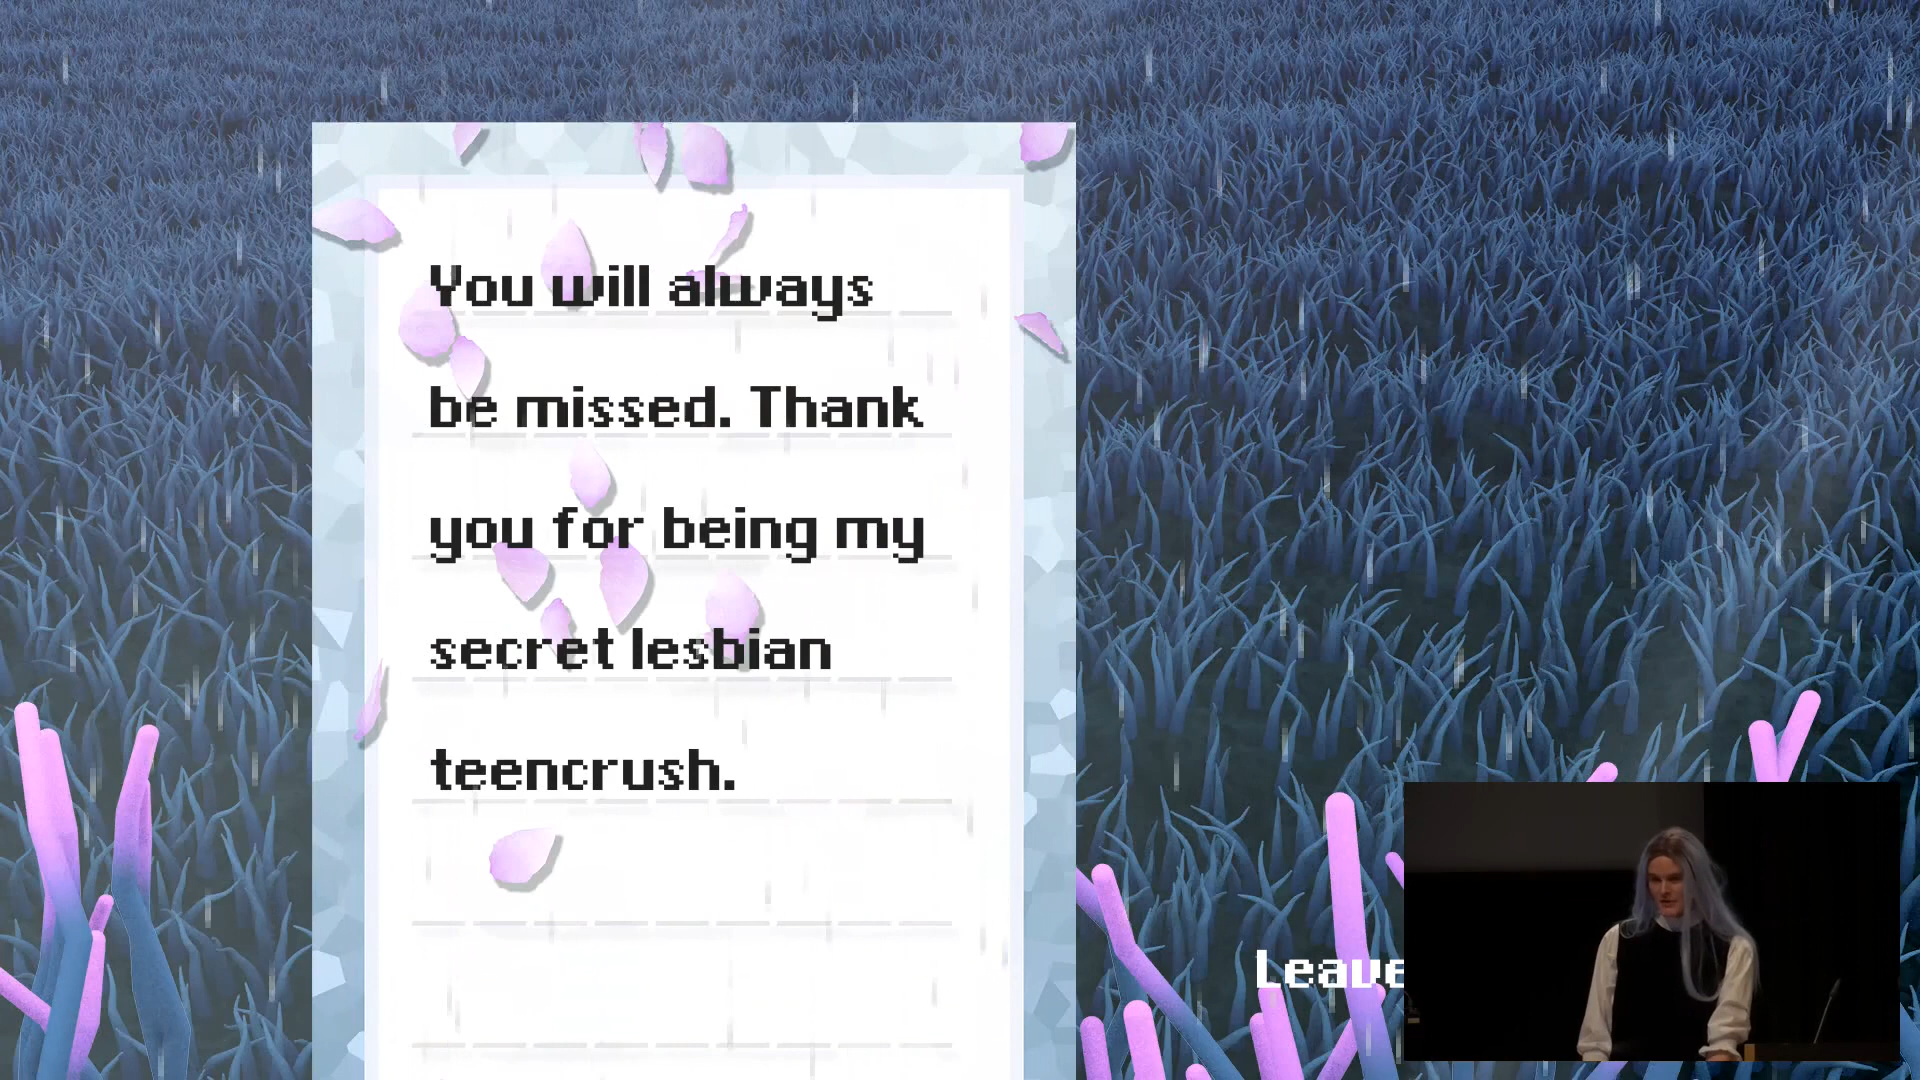 You will always
be missed. Thank
you for being my
secret lesbian
teencrush.
Leave